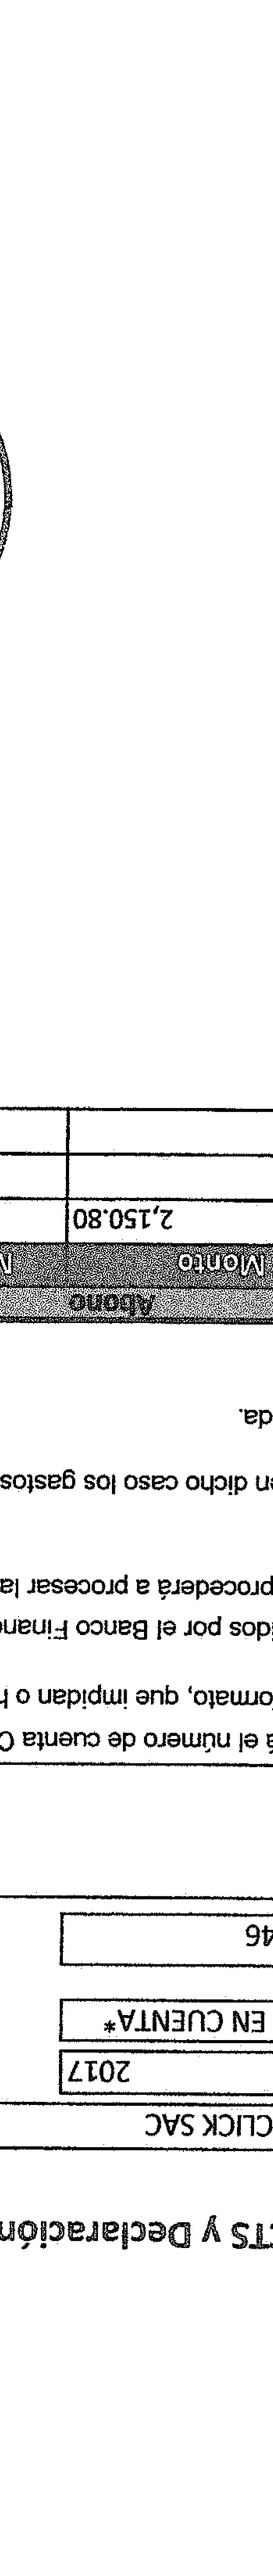 CTS y Declaración
CLICK SAC
2017
EN CUENTA*
46
á el número de cuenta C
formato, que impidan o h
idos por el Banco Financ
procederá a procesar la
en dicho caso los gastos
da.
Abono
Monto M
2,150.80